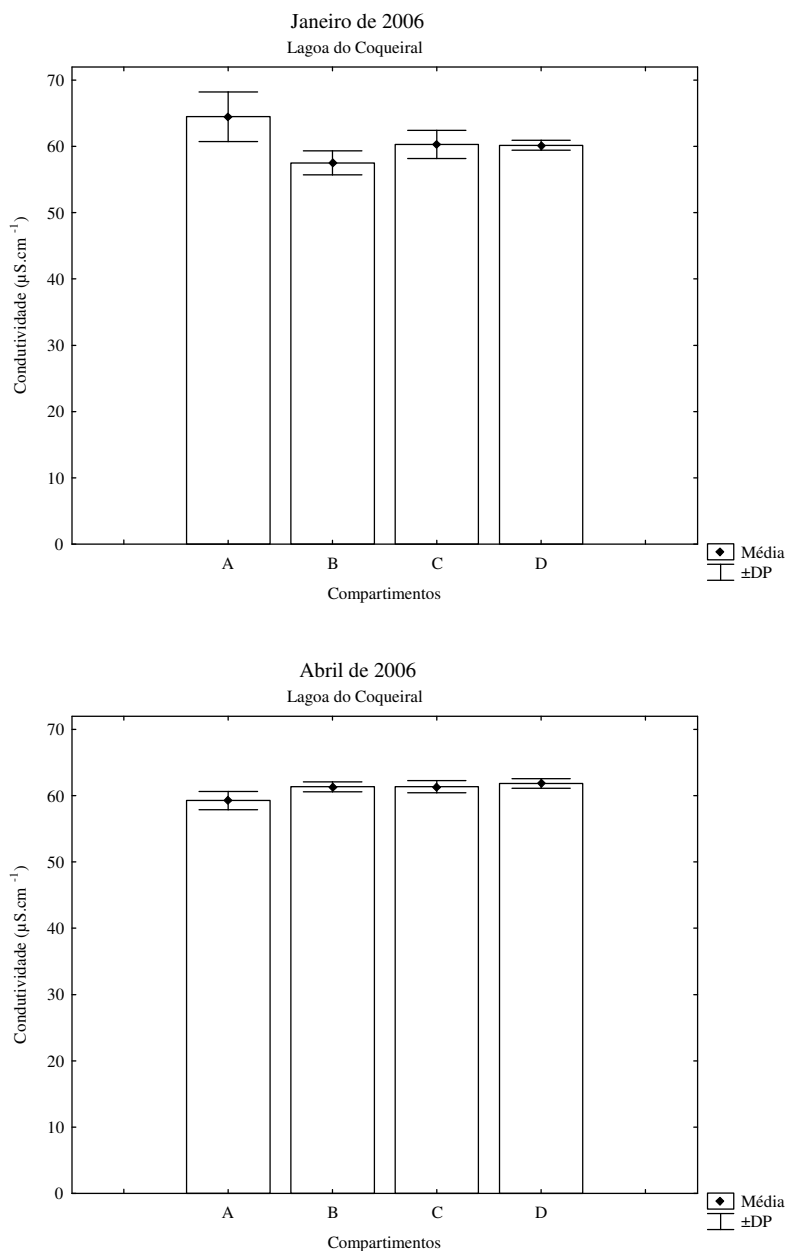 Janeiro de 2006
Lagoa do Coqueiral
70
60
50
40
30
20
10
0
Condutividade (µS.cm -1)
A B C D
Compartimentos
Média
±DP
Abril de 2006
Lagoa do Coqueiral
70
60
50
40
30
20
10
0
Condutividade (µS.cm -1)
A B C D
Compartimentos
Média
±DP